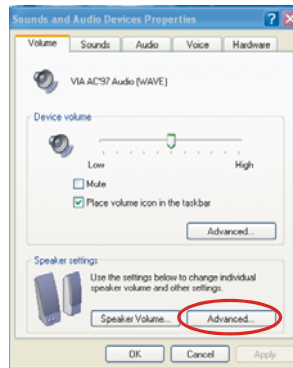 Sounds and Audio Devices Properties
Volume Sounds Audio Voice Hardware
VIA AC'97 Audio (WAVE)
Device volume
Low High
Mute
Place volume icon in the taskbar
Advanced...
Speaker settings
Use the settings below to change individual
speaker volume and other settings.
Speaker Volume... Advanced...
OK Cancel Apply